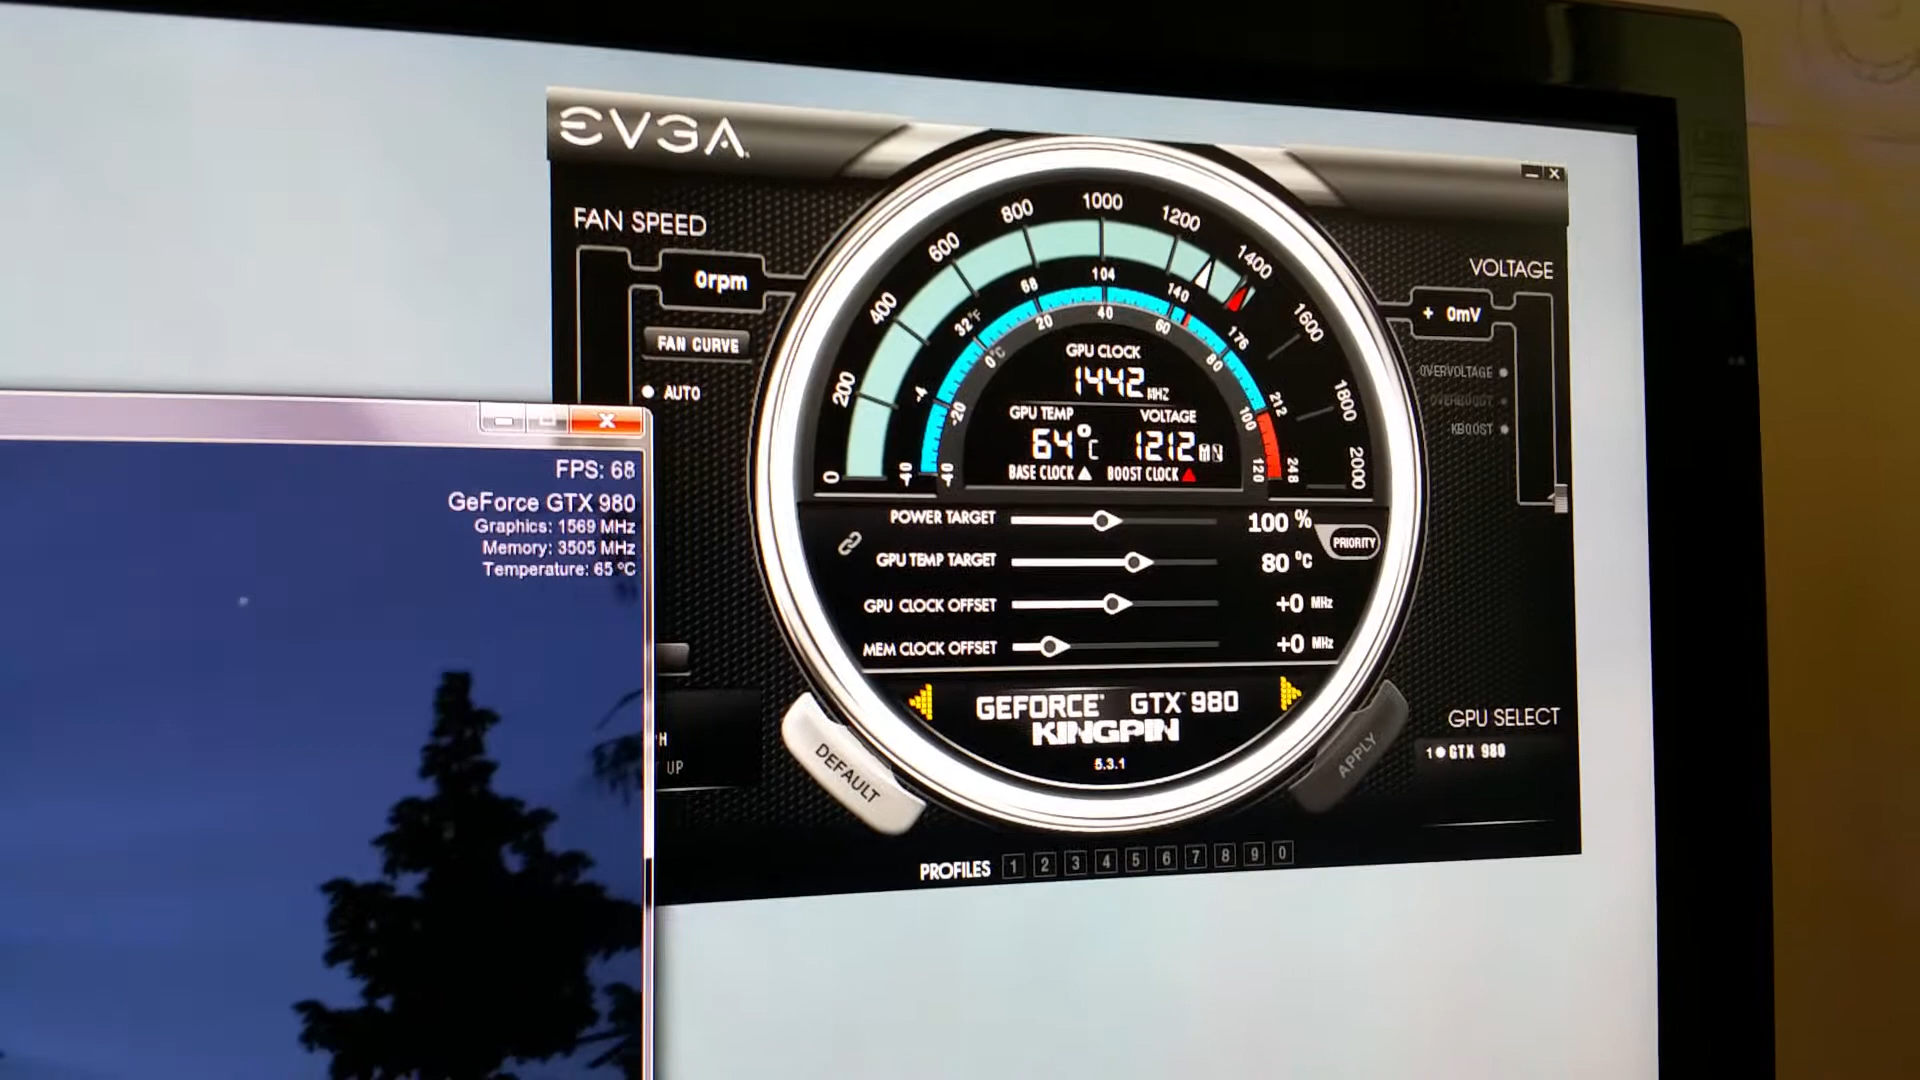 EVGA
FAN SPEED
0rpm
FAN CURVE
AUTO
VOLTAGE
+ 0mV
OVERVOLTAGE
OVERBOOST
KBOOST
0 200 400 600 800 1000 1200 1400 1600 1800 2000
-40 -4 32°F 68 104 140 176 212 248
-40 -20 0°C 20 40 60 80 100 120
GPU CLOCK
1442 MHZ
GPU TEMP VOLTAGE
64°C 1212
BASE CLOCK BOOST CLOCK
POWER TARGET 100 %
PRIORITY
GPU TEMP TARGET 80 °C
GPU CLOCK OFFSET +0 MHz
MEM CLOCK OFFSET +0 MHz
GEFORCE GTX 980
KINGPIN
5.3.1
DEFAULT
APPLY
GPU SELECT
1 GTX 980
H
UP
PROFILES 1 2 3 4 5 6 7 8 9 0
FPS: 68
GeForce GTX 980
Graphics: 1569 MHz
Memory: 3505 MHz
Temperature: 65 °C